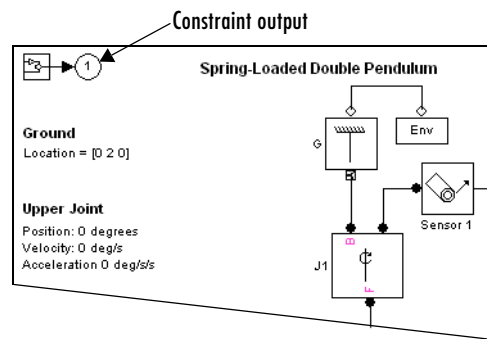 Constraint output
1
Spring-Loaded Double Pendulum
Ground
Location = [0 2 0]
G
Env
Upper Joint
Position: 0 degrees
Velocity: 0 deg/s
Acceleration 0 deg/s/s
Sensor 1
B
J1
F